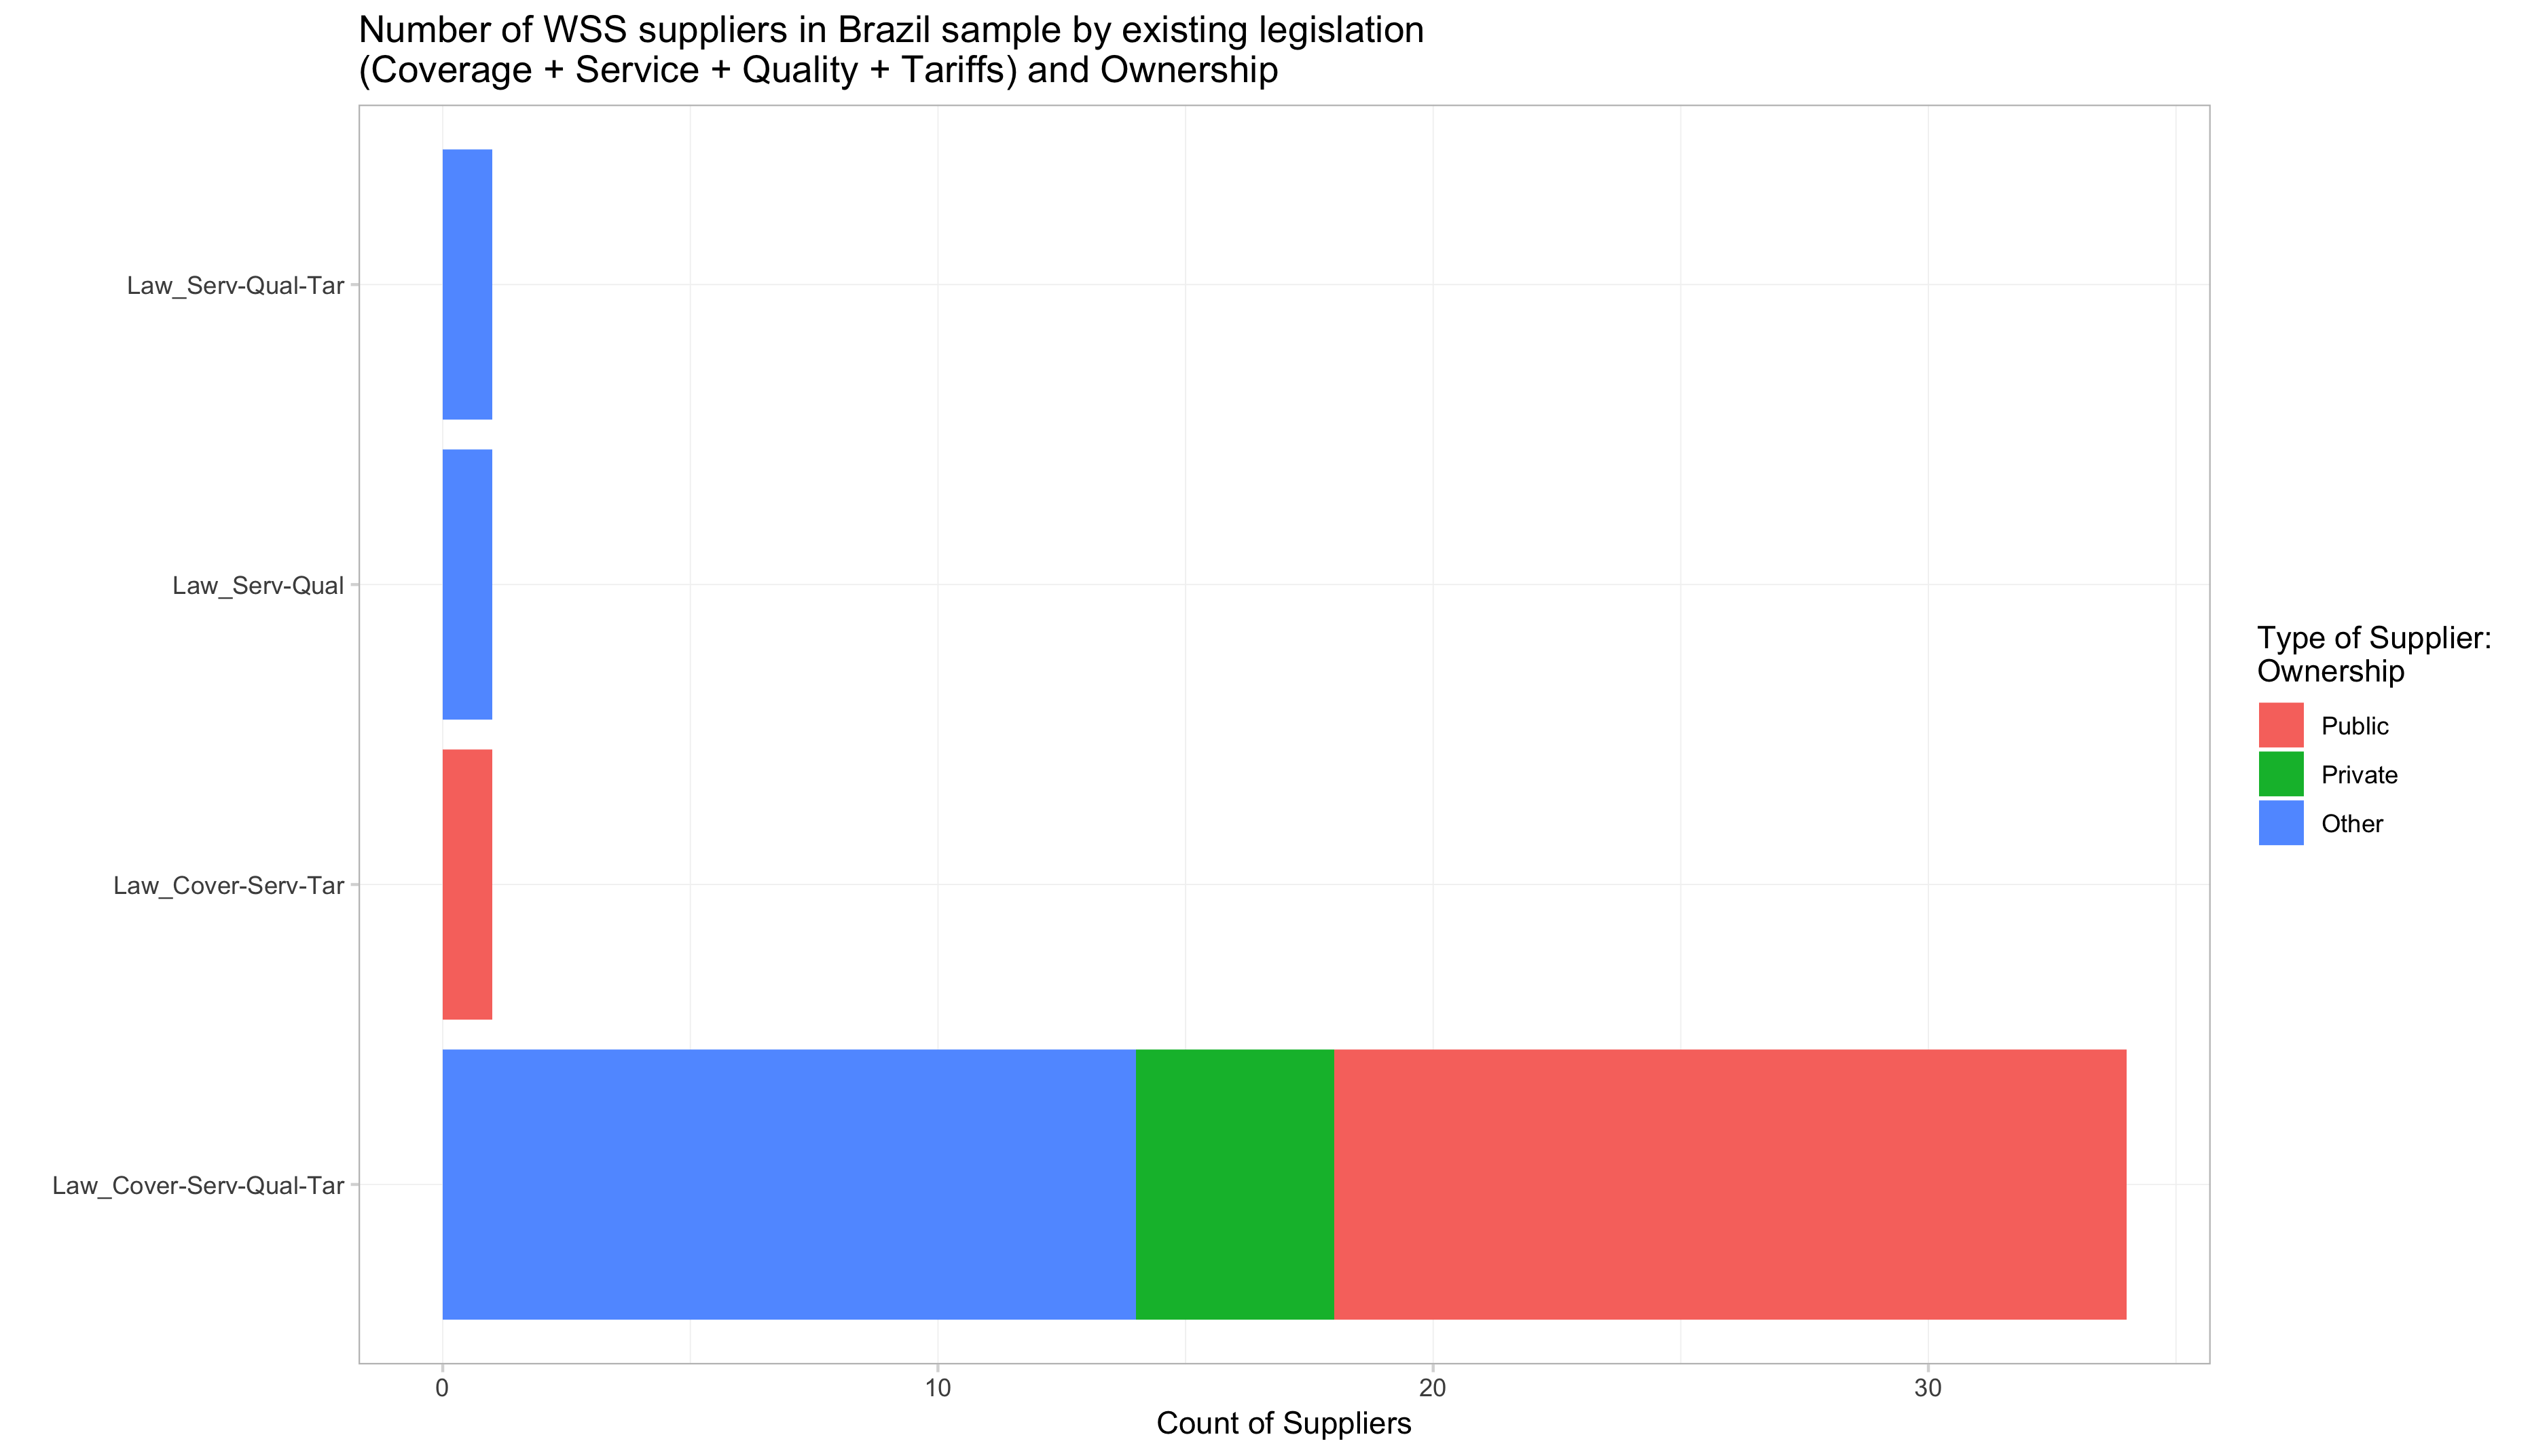 Number of WSS suppliers in Brazil sample by existing legislation
(Coverage + Service + Quality + Tariffs) and Ownership
Law_Serv-Qual-Tar
Law_Serv-Qual
Law_Cover-Serv-Tar
Law_Cover-Serv-Qual-Tar
0
10
20
30
Count of Suppliers
Type of Supplier:
Ownership
Public
Private
Other